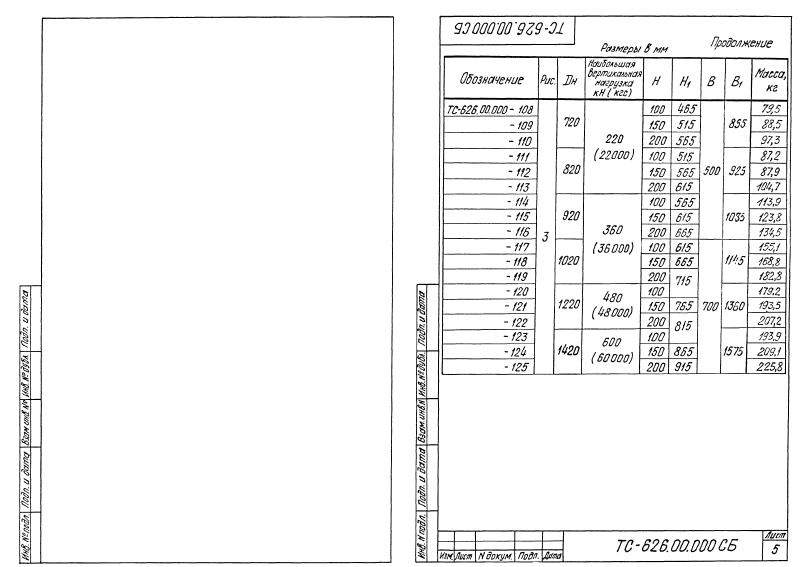 ТС-626.00.000 СБ
Размеры в мм
Продолжение
Обозначение Рис. Dн Наибольшая вертикальная нагрузка кН (кгс) H H1 B B1 Масса, кг
ТС-626.00.000 - 108 3 720 220 (22000) 100 465 500 855 79,5
- 109 150 515 88,5
- 110 200 565 97,3
- 111 820 100 515 925 87,2
- 112 150 565 87,9
- 113 200 615 104,7
- 114 920 360 (36000) 100 565 1035 113,9
- 115 150 615 123,8
- 116 200 665 134,5
- 117 1020 100 615 700 1145 155,1
- 118 150 665 168,8
- 119 200 715 182,8
- 120 1220 480 (48000) 100 1360 179,2
- 121 150 765 193,5
- 122 200 815 207,2
- 123 1420 600 (60000) 100 1575 193,9
- 124 150 865 209,1
- 125 200 915 225,8
Подп. и дата
Инв. № дубл.
Взам инв. №
Подп. и дата
Инв. № подл.
Подп. и дата
Инв. № дубл.
Взам инв. №
Подп. и дата
Инв. № подл.
Изм. Лист N докум. Подп. Дата
ТС-626.00.000 СБ
Лист
5